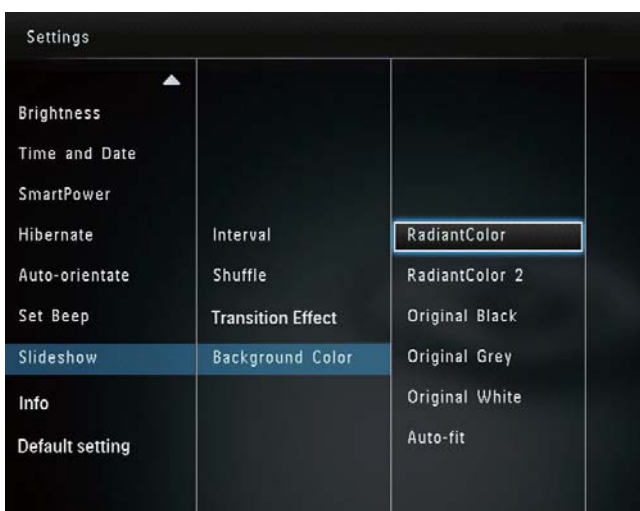 Settings
Brightness
Time and Date
SmartPower
Hibernate
Auto-orientate
Set Beep
Slideshow
Info
Default setting
Interval
Shuffle
Transition Effect
Background Color
RadiantColor
RadiantColor 2
Original Black
Original Grey
Original White
Auto-fit